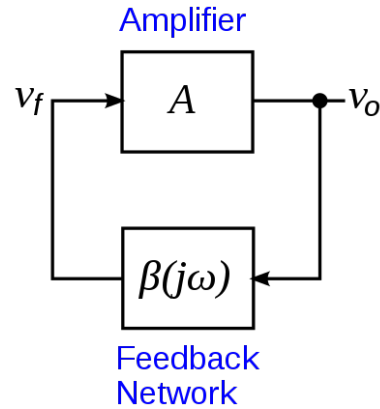 Amplifier
v_f
A
v_o
β(jω)
Feedback
Network